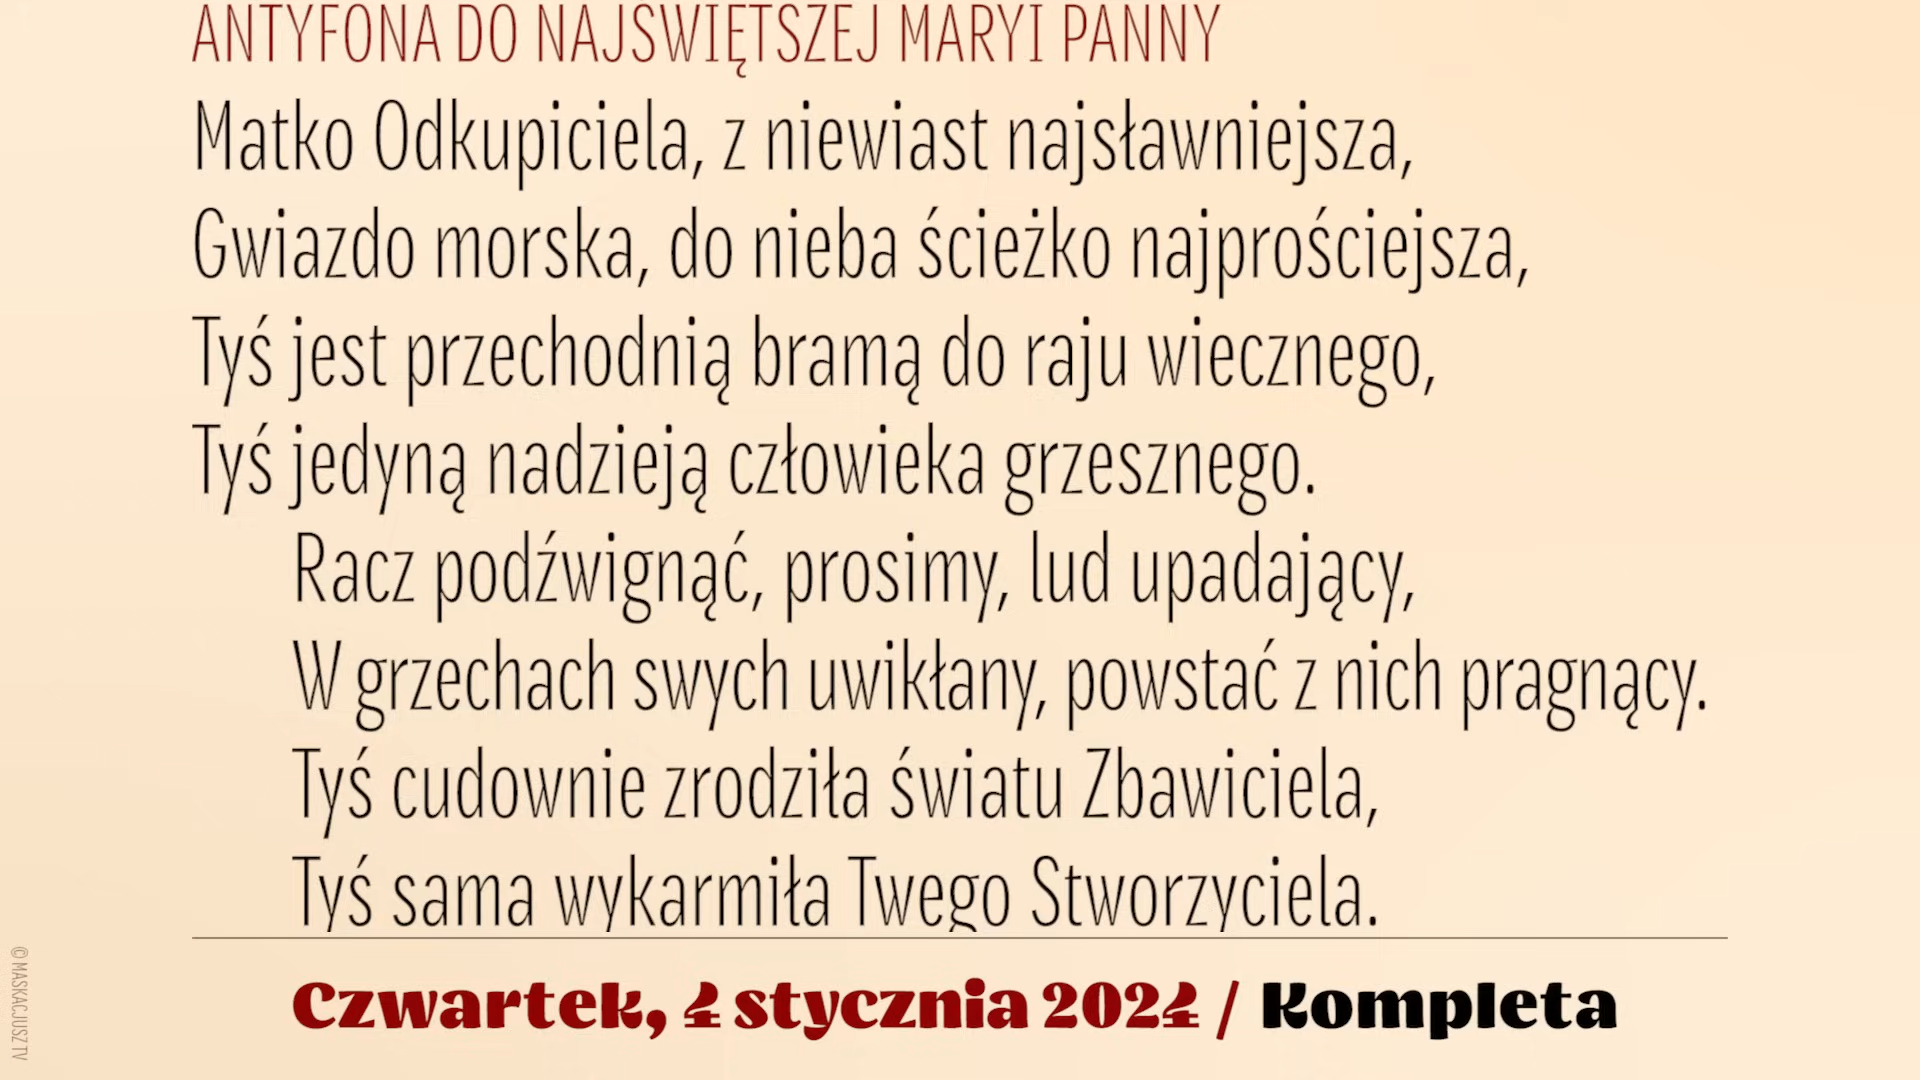 ANTYFONA DO NAJŚWIĘTSZEJ MARYI PANNY
Matko Odkupiciela, z niewiast najsławniejsza,
Gwiazdo morska, do nieba ścieżko najprościejsza,
Tyś jest przechodnią bramą do raju wiecznego,
Tyś jedyną nadzieją człowieka grzesznego.
Racz podźwignąć, prosimy, lud upadający,
W grzechach swych uwikłany, powstać z nich pragnący.
Tyś cudownie zrodziła światu Zbawiciela,
Tyś sama wykarmiła Twego Stworzyciela.
Czwartek, 4 stycznia 2024 / Kompleta
© MASKACJUSZ TV